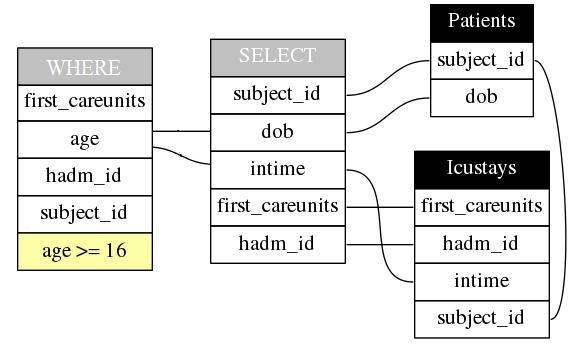 WHERE
first_careunits
age
hadm_id
subject_id
age >= 16
SELECT
subject_id
dob
intime
first_careunits
hadm_id
Patients
subject_id
dob
Icustays
first_careunits
hadm_id
intime
subject_id